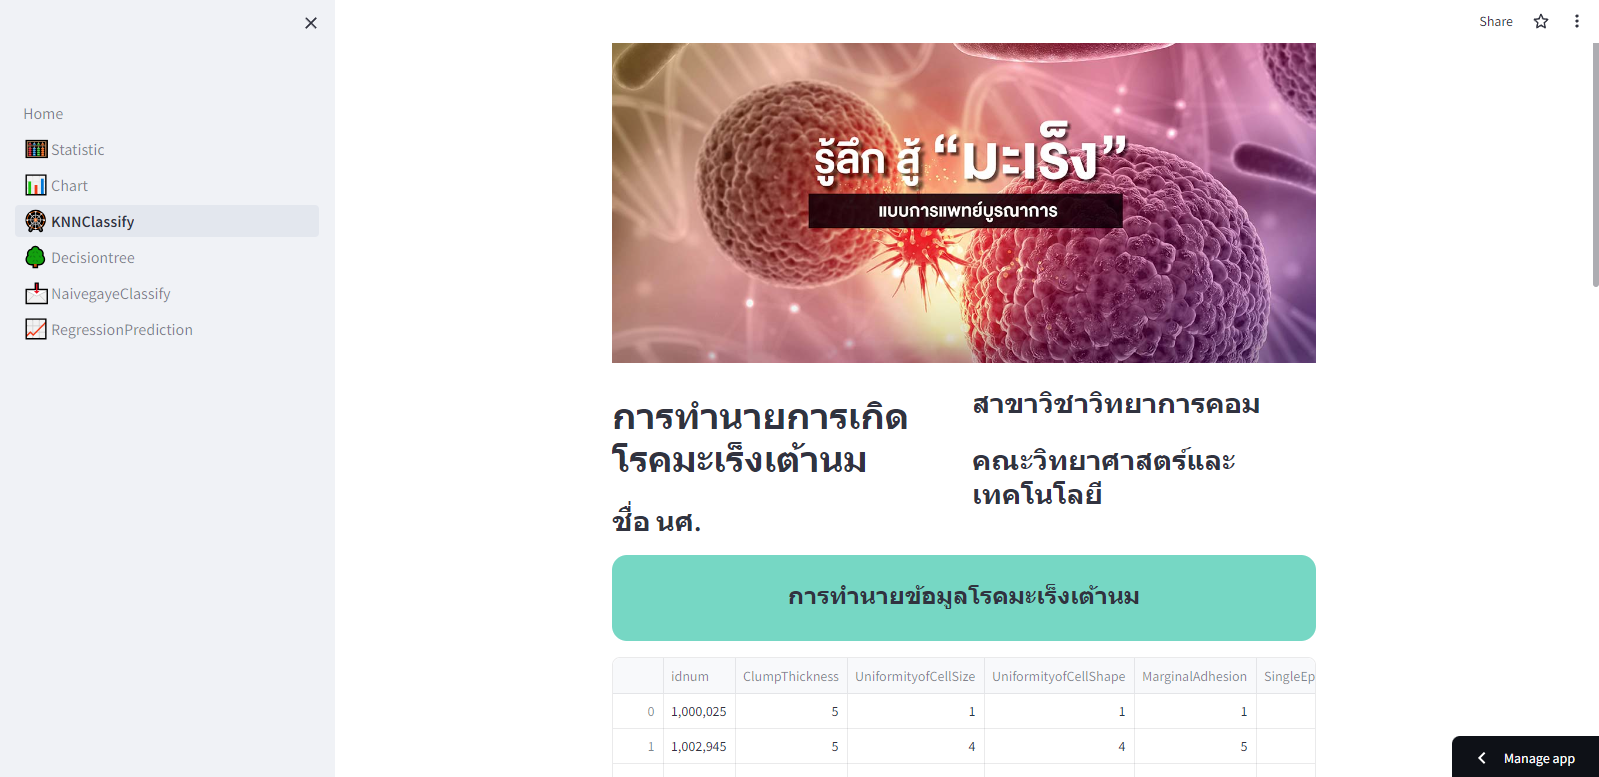 Share
Home
Statistic
Chart
KNNClassify
Decisiontree
NaivegayeClassify
RegressionPrediction
รู้ลึก สู้ “มะเร็ง”
แบบการแพทย์บูรณาการ
การทำนายการเกิด
โรคมะเร็งเต้านม
ชื่อ นศ.
สาขาวิชาวิทยาการคอม
คณะวิทยาศาสตร์และ
เทคโนโลยี
การทำนายข้อมูลโรคมะเร็งเต้านม
idnum ClumpThickness UniformityofCellSize UniformityofCellShape MarginalAdhesion SingleEp
0 1,000,025 5 1 1 1
1 1,002,945 5 4 4 5
Manage app